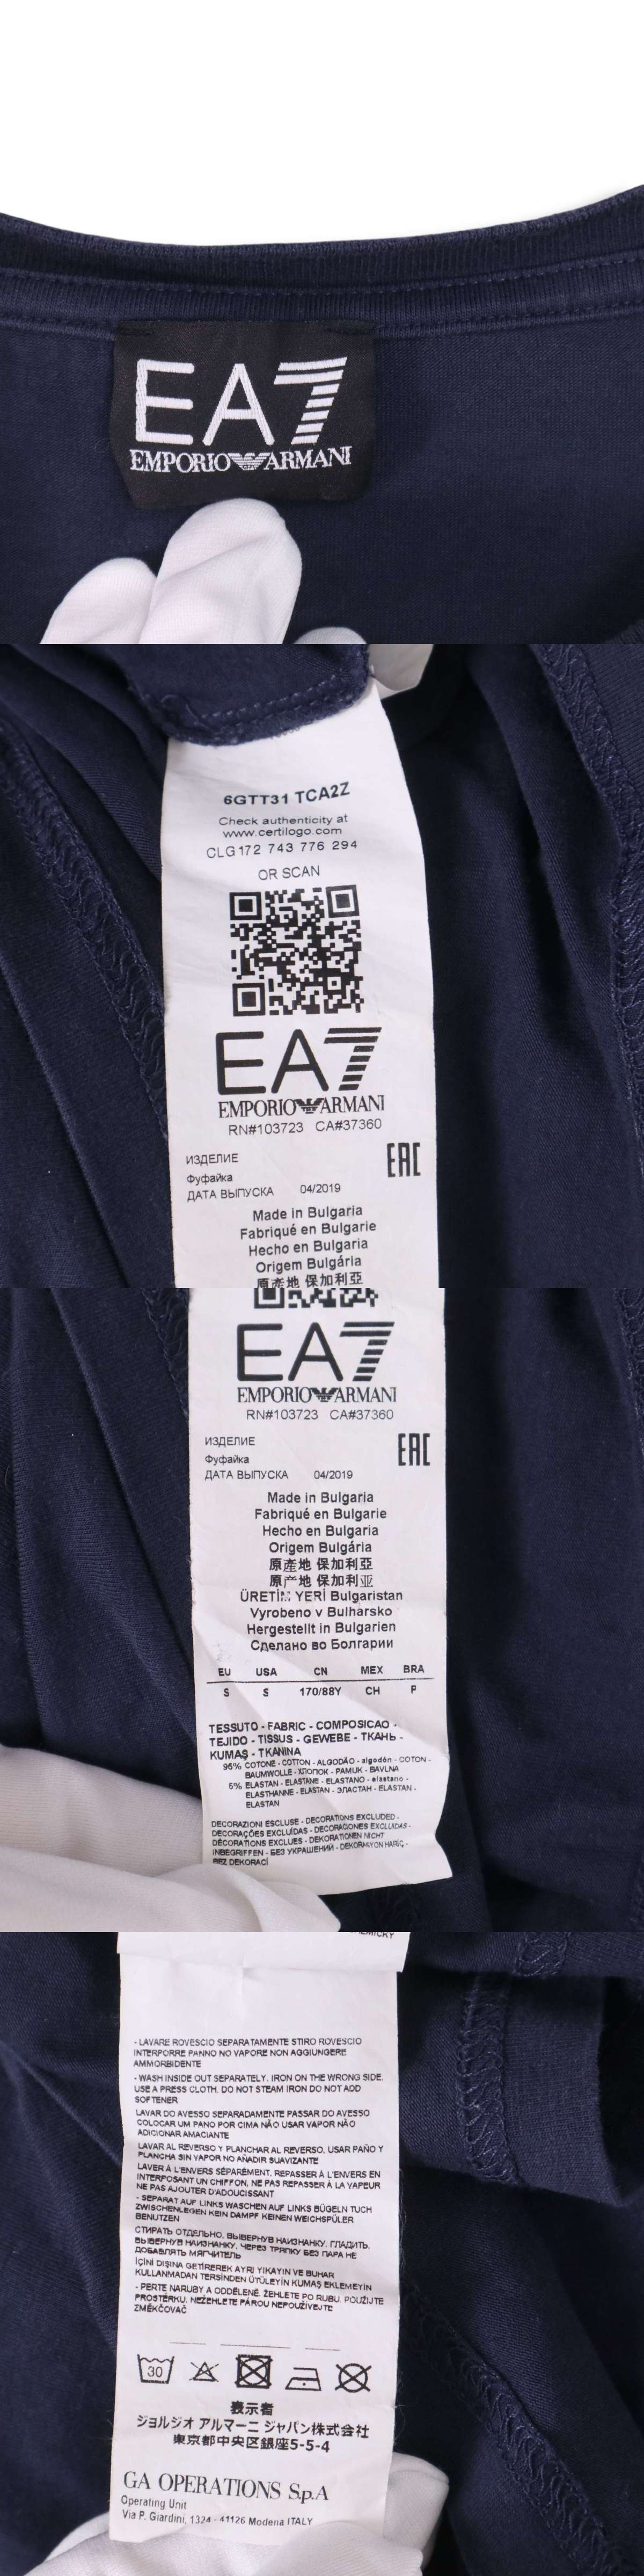 EA7
EMPORIO ARMANI
6GTT31 TCA2Z
Check authenticity at
www.certilogo.com
CLG 172 743 776 294
OR SCAN
EA7
EMPORIO ARMANI
RN#103723 CA#37360
ИЗДЕЛИЕ
EAC
Фуфайка
ДАТА ВЫПУСКА 04/2019
Made in Bulgaria
Fabriqué en Bulgarie
Hecho en Bulgaria
Origem Bulgária
原產地 保加利亞
EA7
EMPORIO ARMANI
RN#103723 CA#37360
ИЗДЕЛИЕ
EAC
Фуфайка
ДАТА ВЫПУСКА 04/2019
Made in Bulgaria
Fabriqué en Bulgarie
Hecho en Bulgaria
Origem Bulgária
原產地 保加利亞
原产地 保加利亚
ÜRETİM YERİ Bulgaristan
Vyrobeno v Bulharsko
Hergestellt in Bulgarien
Сделано во Болгарии
EU USA CN MEX BRA
S S 170/88Y CH P
TESSUTO - FABRIC - COMPOSICAO -
TEJIDO - TISSUS - GEWEBE - ТКАНЬ -
KUMAŞ - TKANINA
95% COTONE - COTTON - ALGODÃO - algodón - COTON -
BAUMWOLLE - ХЛОПОК - PAMUK - BAVLNA
5% ELASTAN - ELASTANE - ELASTANO - elastano -
ELASTHANNE - ELASTAN - ЭЛАСТАН - ELASTAN -
ELASTAN
DECORAZIONI ESCLUSE - DECORATIONS EXCLUDED -
DECORAÇÕES EXCLUÍDAS - DECORACIONES EXCLUIDAS -
DÉCORATIONS EXCLUES - DEKORATIONEN NICHT
INBEGRIFFEN - БЕЗ УКРАШЕНИЙ - DEKORASYON HARİÇ -
BEZ DEKORACÍ
- LAVARE ROVESCIO SEPARATAMENTE STIRO ROVESCIO
INTERPORRE PANNO NO VAPORE NON AGGIUNGERE
AMMORBIDENTE
- WASH INSIDE OUT SEPARATELY. IRON ON THE WRONG SIDE.
USE A PRESS CLOTH. DO NOT STEAM IRON DO NOT ADD
SOFTENER
LAVAR DO AVESSO SEPARADAMENTE PASSAR DO AVESSO
COLOCAR UM PANO POR CIMA NÃO USAR VAPOR NÃO
ADICIONAR AMACIANTE
LAVAR AL REVERSO Y PLANCHAR AL REVERSO, USAR PAÑO Y
PLANCHA SIN VAPOR NO AÑADIR SUAVIZANTE
LAVER À L'ENVERS SÉPARÉMENT, REPASSER À L'ENVERS EN
INTERPOSANT UN CHIFFON, NE PAS REPASSER À LA VAPEUR
NE PAS AJOUTER D'ADOUCISSANT
- SEPARAT AUF LINKS WASCHEN AUF LINKS BÜGELN TUCH
ZWISCHENLEGEN KEIN DAMPF KEINEN WEICHSPÜLER
BENUTZEN
СТИРАТЬ ОТДЕЛЬНО, ВЫВЕРНУВ НАИЗНАНКУ. ГЛАДИТЬ,
ВЫВЕРНУВ НАИЗНАНКУ, ЧЕРЕЗ ТРЯПКУ БЕЗ ПАРА НЕ
ДОБАВЛЯТЬ МЯГЧИТЕЛЬ
İÇİNİ DIŞINA GETİREREK AYRI YIKAYIN VE BUHAR
KULLANMADAN TERSİNDEN ÜTÜLEYİN KUMAŞ EKLEMEYİN
- PERTE NARUBY A ODDĚLENĚ. ŽEHLETE PO RUBU. POUŽIJTE
PROSTĚRKU. NEŽEHLETE PÁROU NEPOUŽÍVEJTE
ZMĚKČOVAČ
30
表示者
ジョルジオ アルマーニ ジャパン株式会社
東京都中央区銀座5-5-4
GA OPERATIONS S.p.A
Operating Unit
Via P. Giardini, 1324 - 41126 Modena ITALY